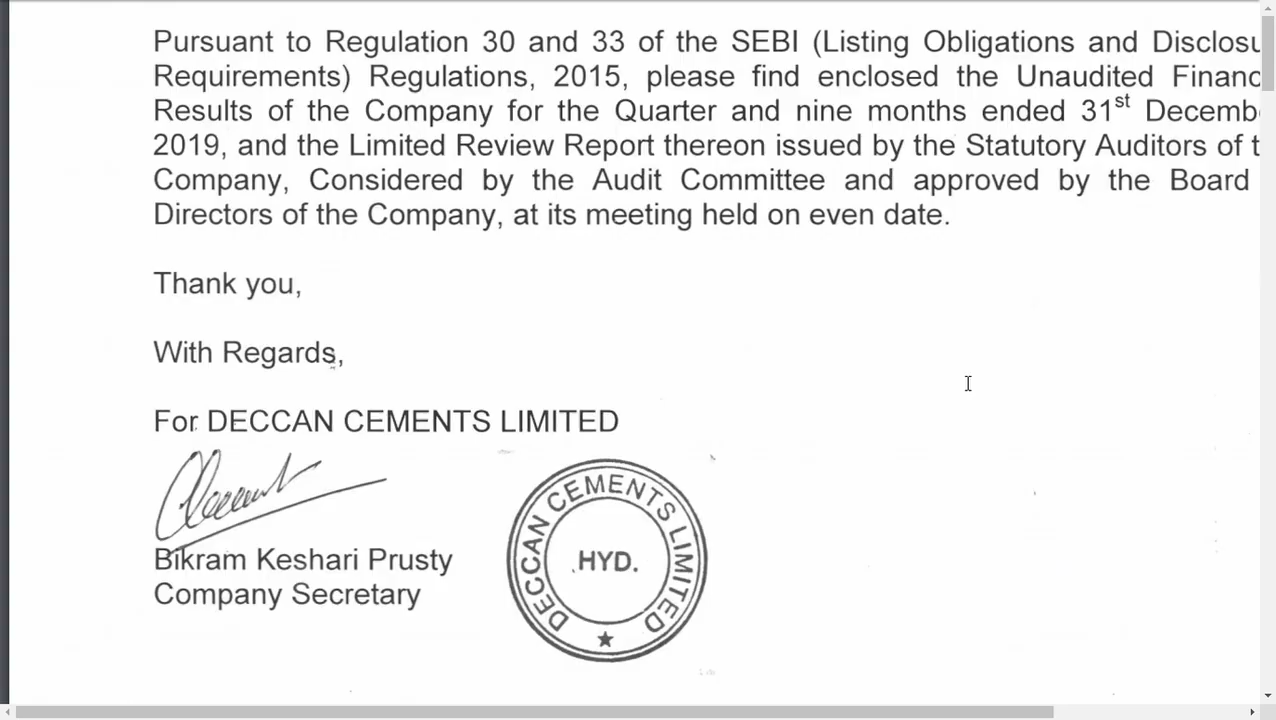 Pursuant to Regulation 30 and 33 of the SEBI (Listing Obligations and Disclosu
Requirements) Regulations, 2015, please find enclosed the Unaudited Financ
Results of the Company for the Quarter and nine months ended 31st Decemb
2019, and the Limited Review Report thereon issued by the Statutory Auditors of t
Company, Considered by the Audit Committee and approved by the Board
Directors of the Company, at its meeting held on even date.
Thank you,
With Regards,
For DECCAN CEMENTS LIMITED
DECCAN CEMENTS LIMITED
HYD.
Bikram Keshari Prusty
Company Secretary